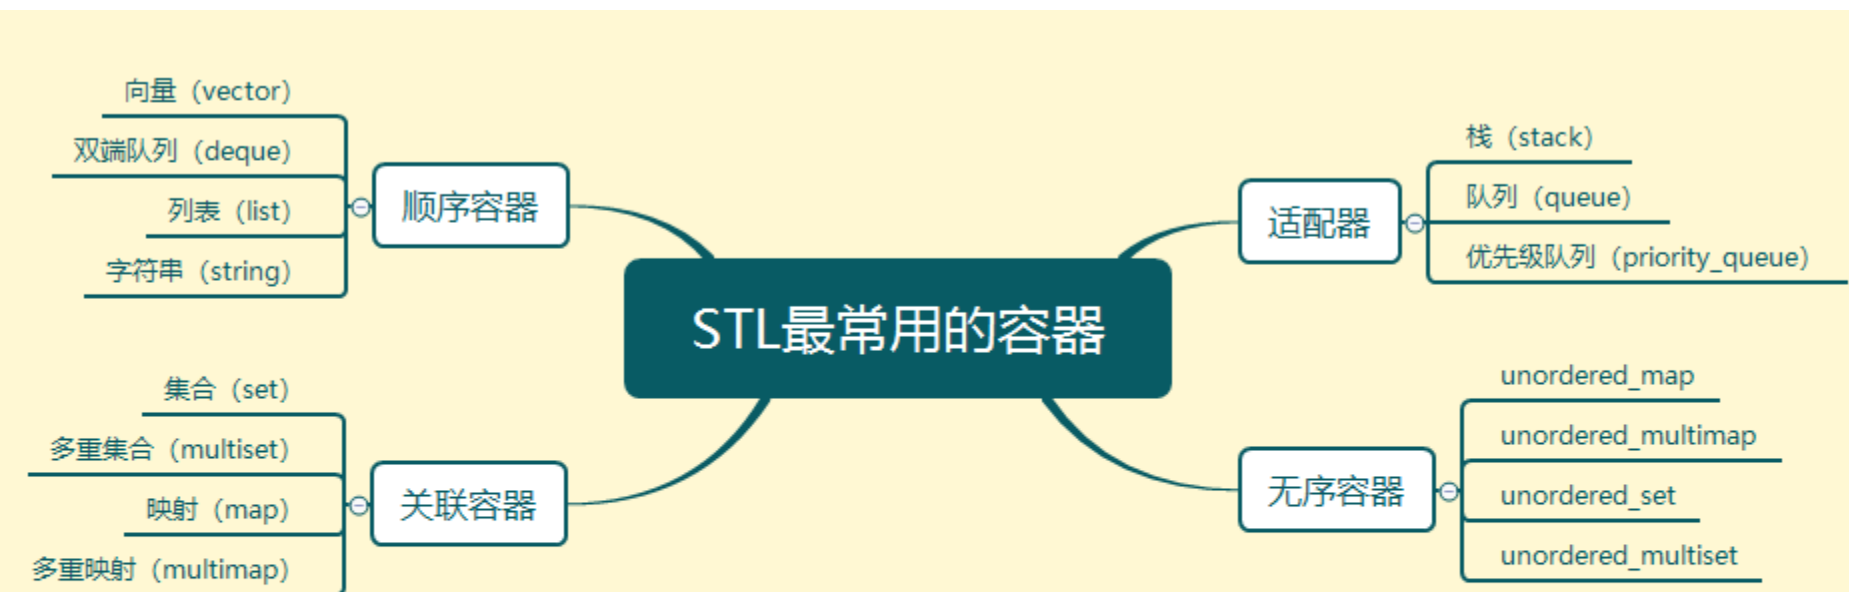 向量（vector）
双端队列（deque）
列表（list）
字符串（string）
顺序容器
集合（set）
多重集合（multiset）
映射（map）
多重映射（multimap）
关联容器
STL最常用的容器
适配器
栈（stack）
队列（queue）
优先级队列（priority_queue）
无序容器
unordered_map
unordered_multimap
unordered_set
unordered_multiset